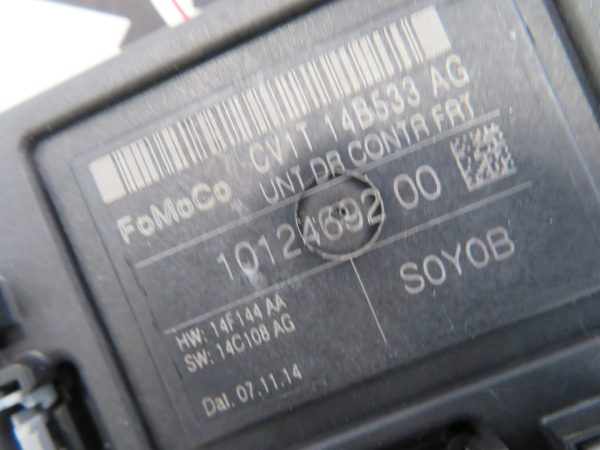 FoMoCo CV1T 14B533 AG
UNT DR CONTR FRT
10124692 00
S0Y0B
HW: 14F144 AA
SW: 14C108 AG
Dat. 07.11.14